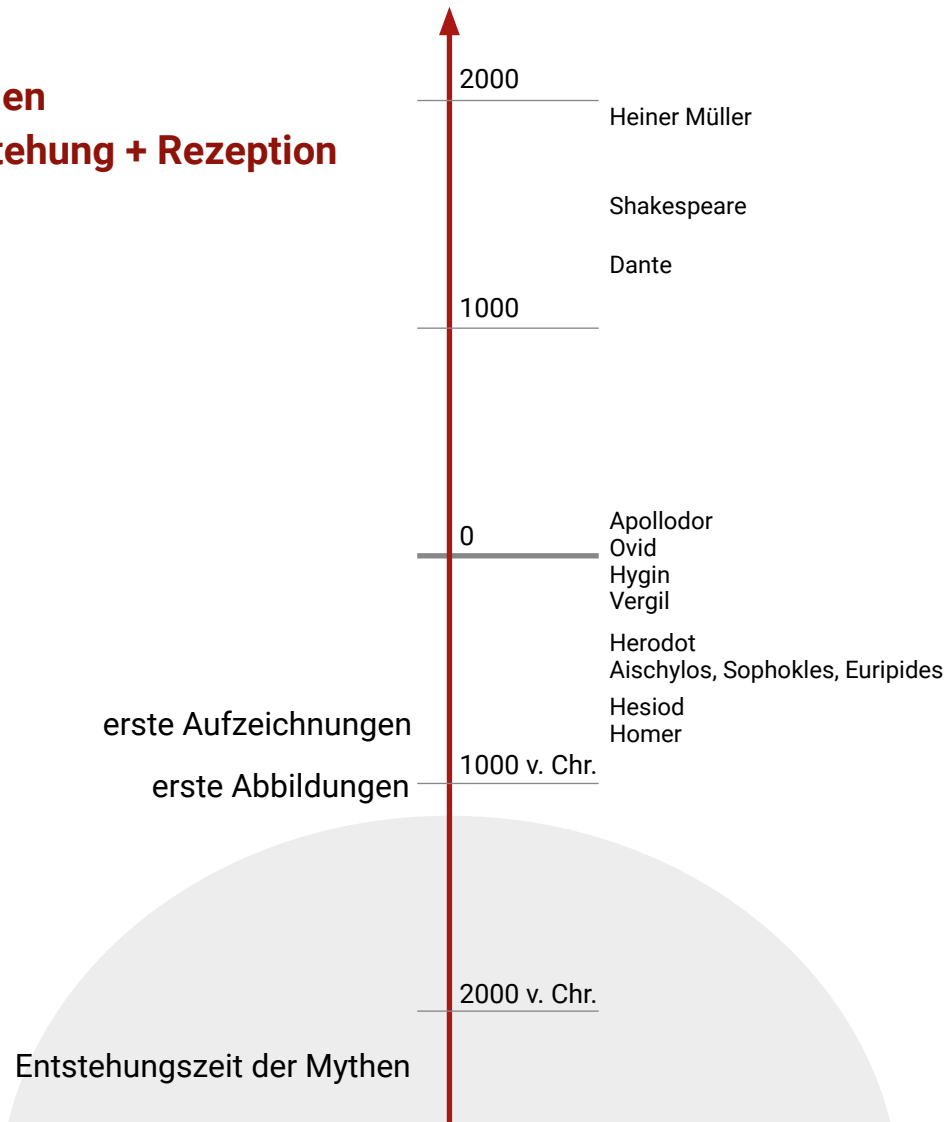 en
tehung + Rezeption
2000
Heiner Müller
Shakespeare
Dante
1000
0
Apollodor
Ovid
Hygin
Vergil
Herodot
Aischylos, Sophokles, Euripides
Hesiod
Homer
erste Aufzeichnungen
1000 v. Chr.
erste Abbildungen
2000 v. Chr.
Entstehungszeit der Mythen